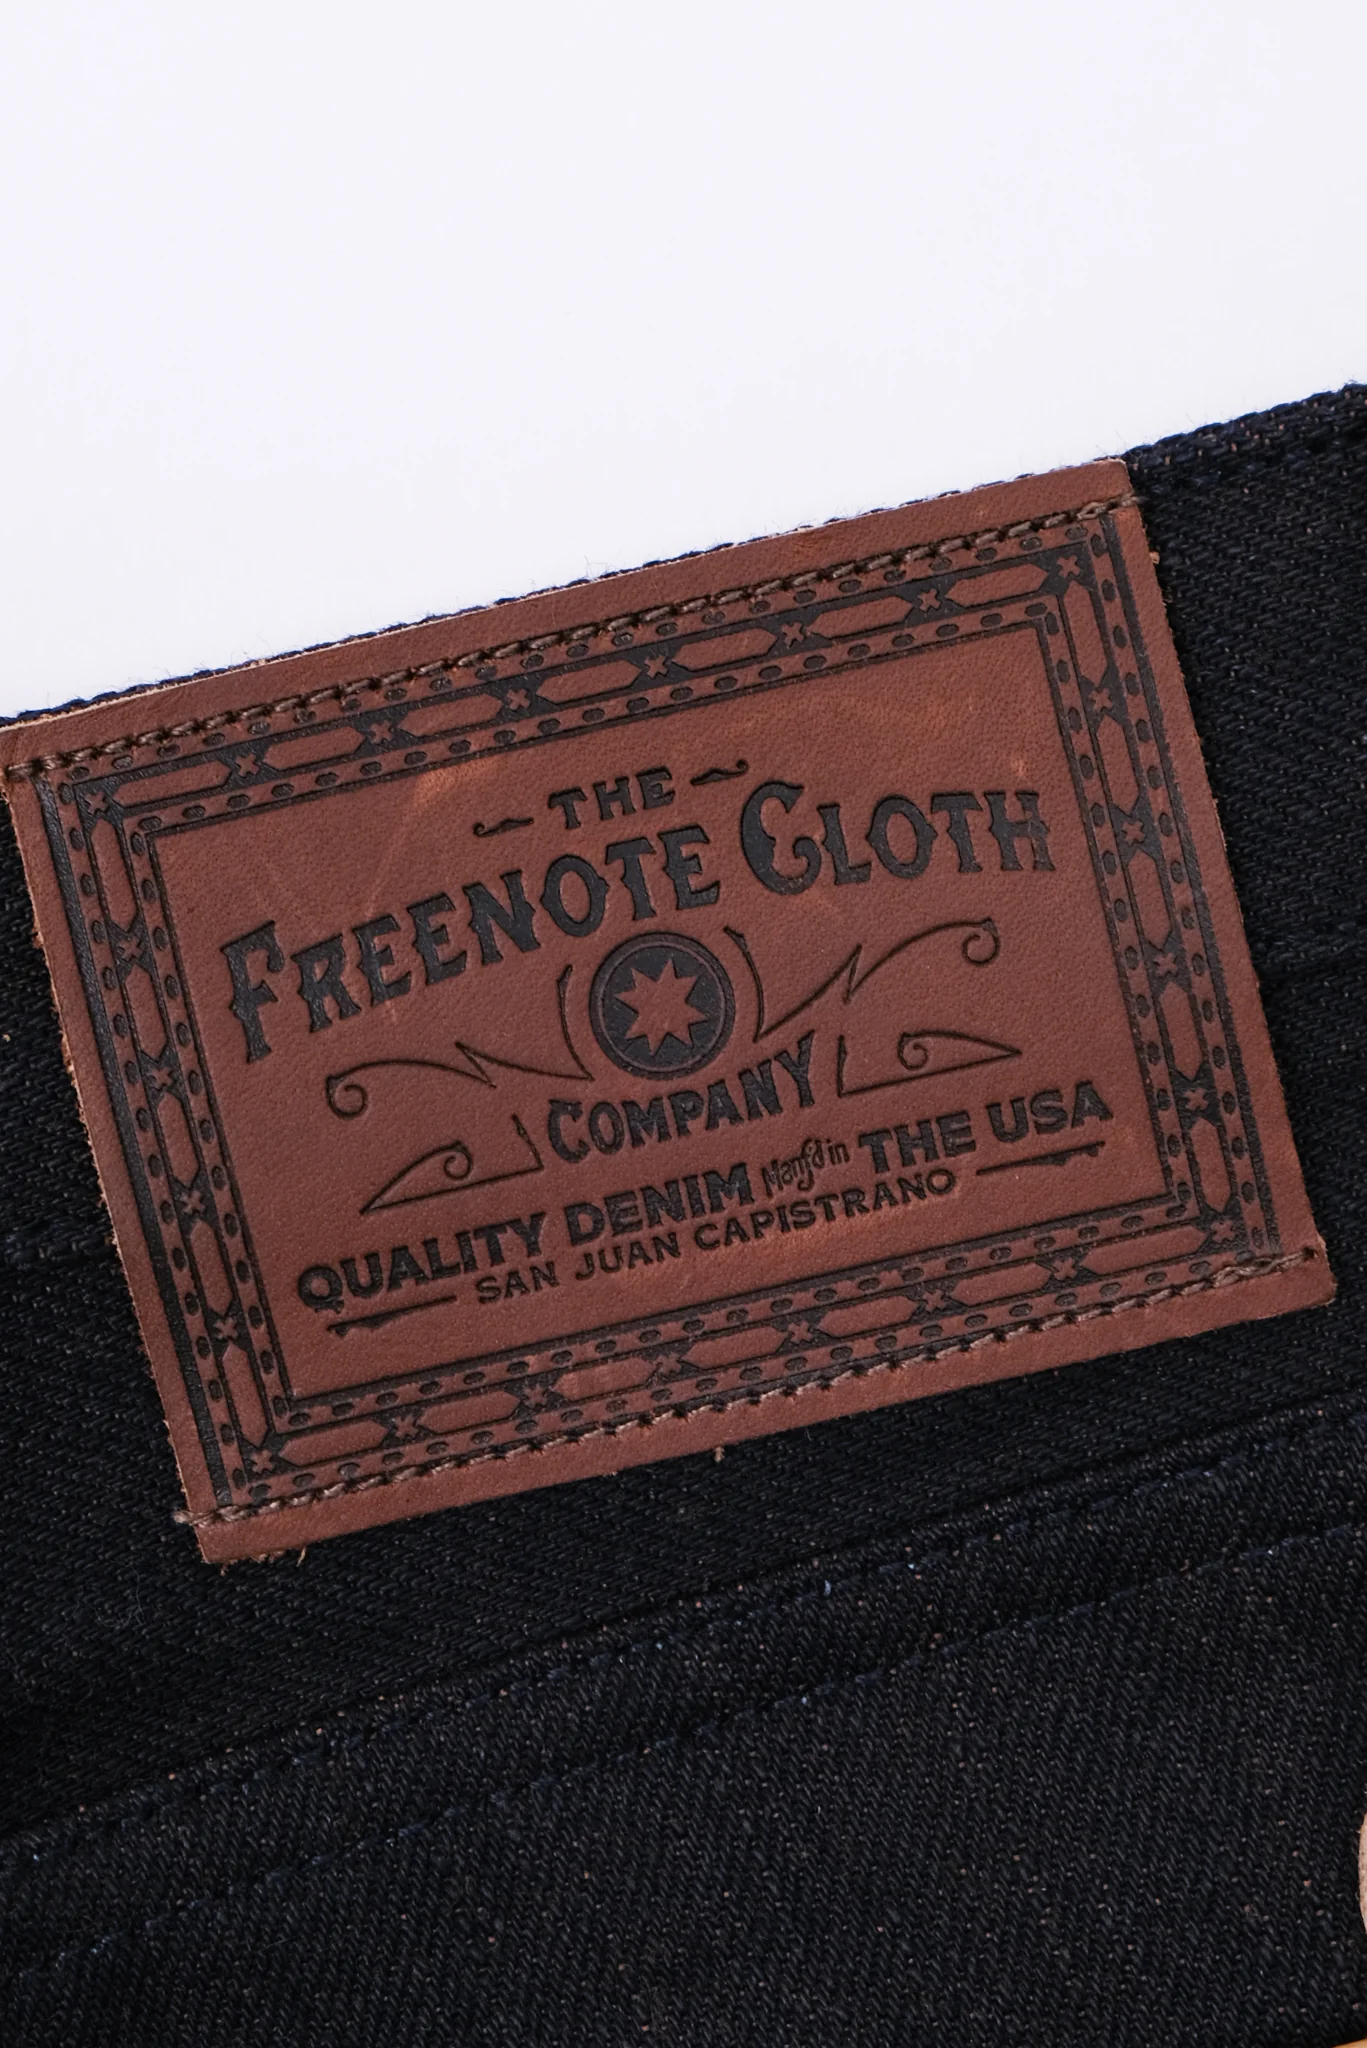 THE
FREENOTE CLOTH
COMPANY
QUALITY DENIM Manf'd in THE USA
SAN JUAN CAPISTRANO